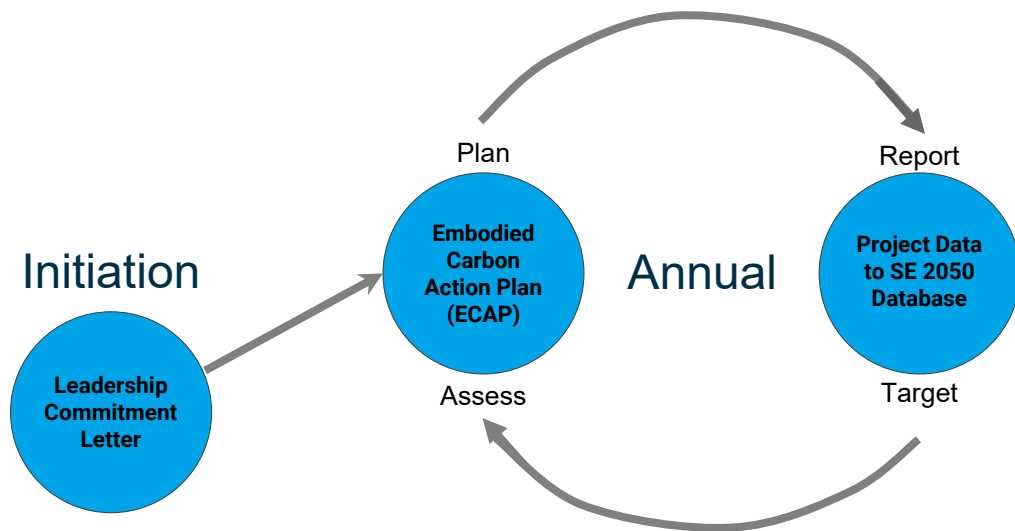 Initiation
Leadership
Commitment
Letter
Plan
Embodied
Carbon
Action Plan
(ECAP)
Assess
Annual
Report
Project Data
to SE 2050
Database
Target